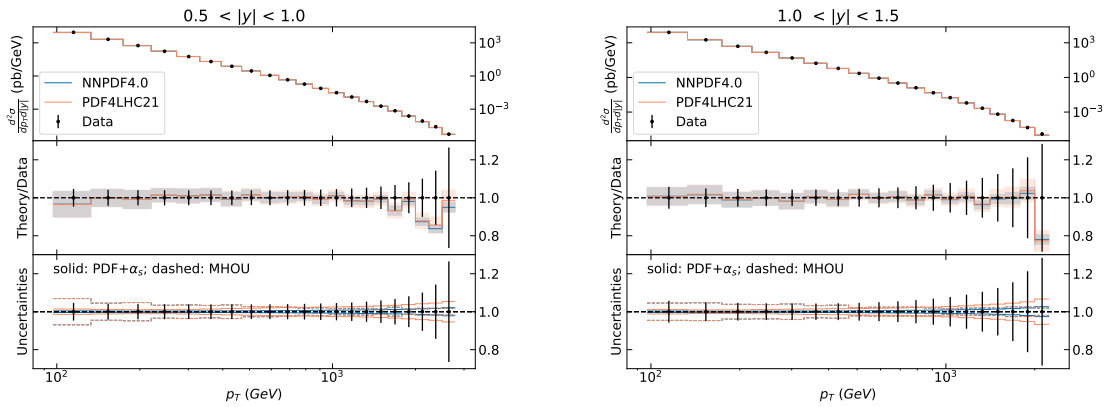 0.5 < |y| < 1.0
d²σ/dp_T d|y| (pb/GeV)
NNPDF4.0
PDF4LHC21
Data
10³
10⁰
10⁻³
Theory/Data
1.2
1.0
0.8
Uncertainties
solid: PDF+αₛ; dashed: MHOU
1.2
1.0
0.8
10²
10³
p_T (GeV)
1.0 < |y| < 1.5
d²σ/dp_T d|y| (pb/GeV)
NNPDF4.0
PDF4LHC21
Data
10³
10⁰
10⁻³
Theory/Data
1.2
1.0
0.8
Uncertainties
solid: PDF+αₛ; dashed: MHOU
1.2
1.0
0.8
10²
10³
p_T (GeV)